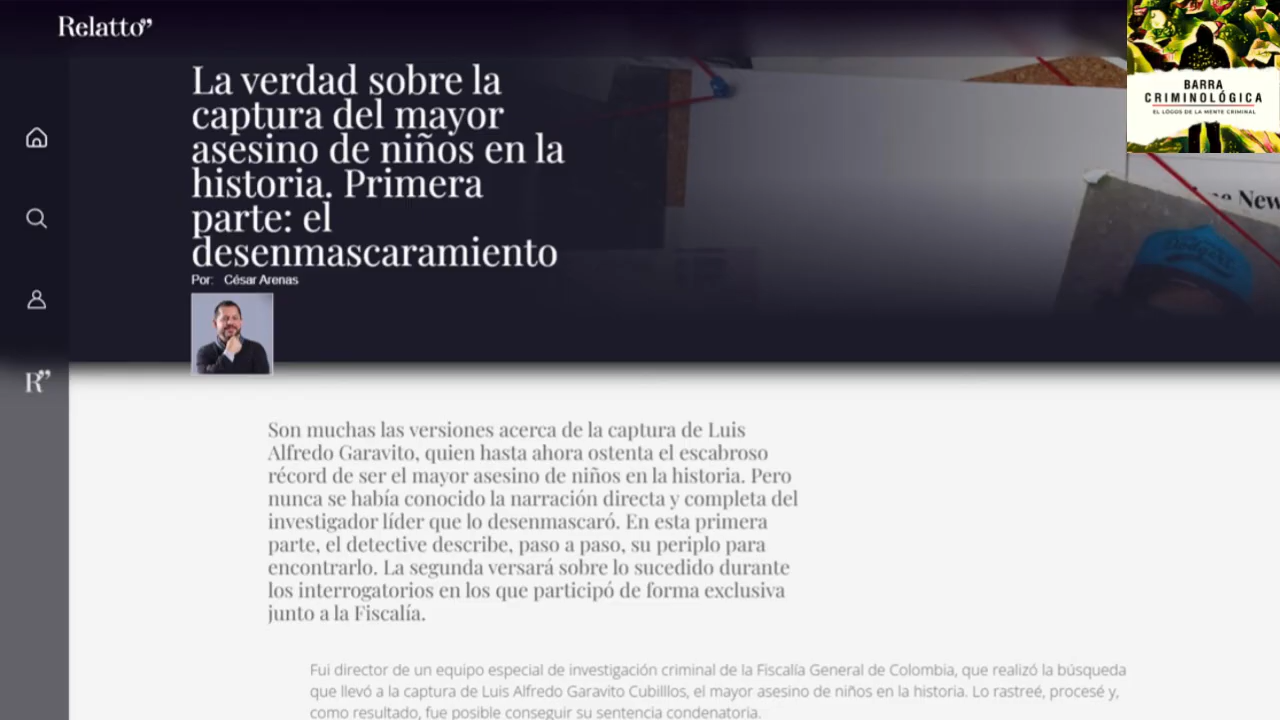 Relatto”
BARRA
CRIMINOLÓGICA
EL LOGOS DE LA MENTE CRIMINAL
La verdad sobre la
captura del mayor
asesino de niños en la
historia. Primera
parte: el
desenmascaramiento
Por: César Arenas
New
Dodgers
R”
Son muchas las versiones acerca de la captura de Luis
Alfredo Garavito, quien hasta ahora ostenta el escabroso
récord de ser el mayor asesino de niños en la historia. Pero
nunca se había conocido la narración directa y completa del
investigador líder que lo desenmascaró. En esta primera
parte, el detective describe, paso a paso, su periplo para
encontrarlo. La segunda versará sobre lo sucedido durante
los interrogatorios en los que participó de forma exclusiva
junto a la Fiscalía.
Fui director de un equipo especial de investigación criminal de la Fiscalía General de Colombia, que realizó la búsqueda
que llevó a la captura de Luis Alfredo Garavito Cubilllos, el mayor asesino de niños en la historia. Lo rastreé, procesé y,
como resultado, fue posible conseguir su sentencia condenatoria.